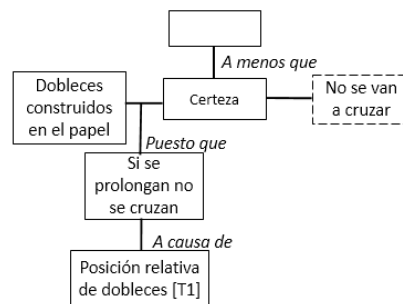 A menos que
Dobleces
construidos
en el papel
Certeza
No se van
a cruzar
Puesto que
Si se
prolongan no
se cruzan
A causa de
Posición relativa
de dobleces [T1]